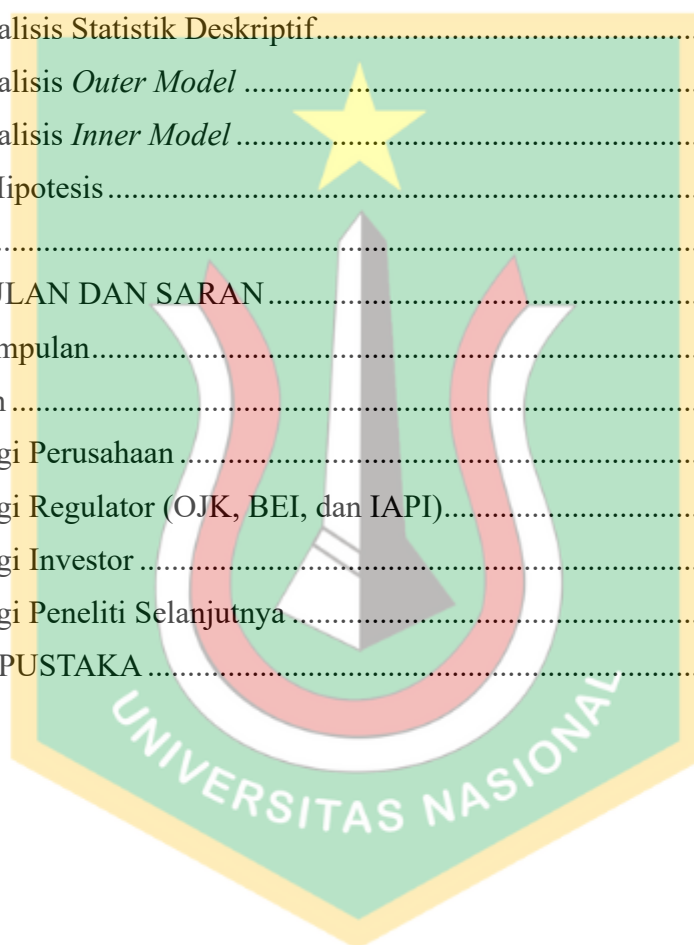 alisis Statistik Deskriptif..........................................
alisis Outer Model ..........................................
alisis Inner Model ..........................................
Hipotesis..........................................
..........................................
ULAN DAN SARAN..........................................
mpulan..........................................
n ..........................................
gi Perusahaan..........................................
gi Regulator (OJK, BEI, dan IAPI)..........................................
gi Investor ..........................................
gi Peneliti Selanjutnya ..........................................
PUSTAKA ..........................................
UNIVERSITAS NASIONAL